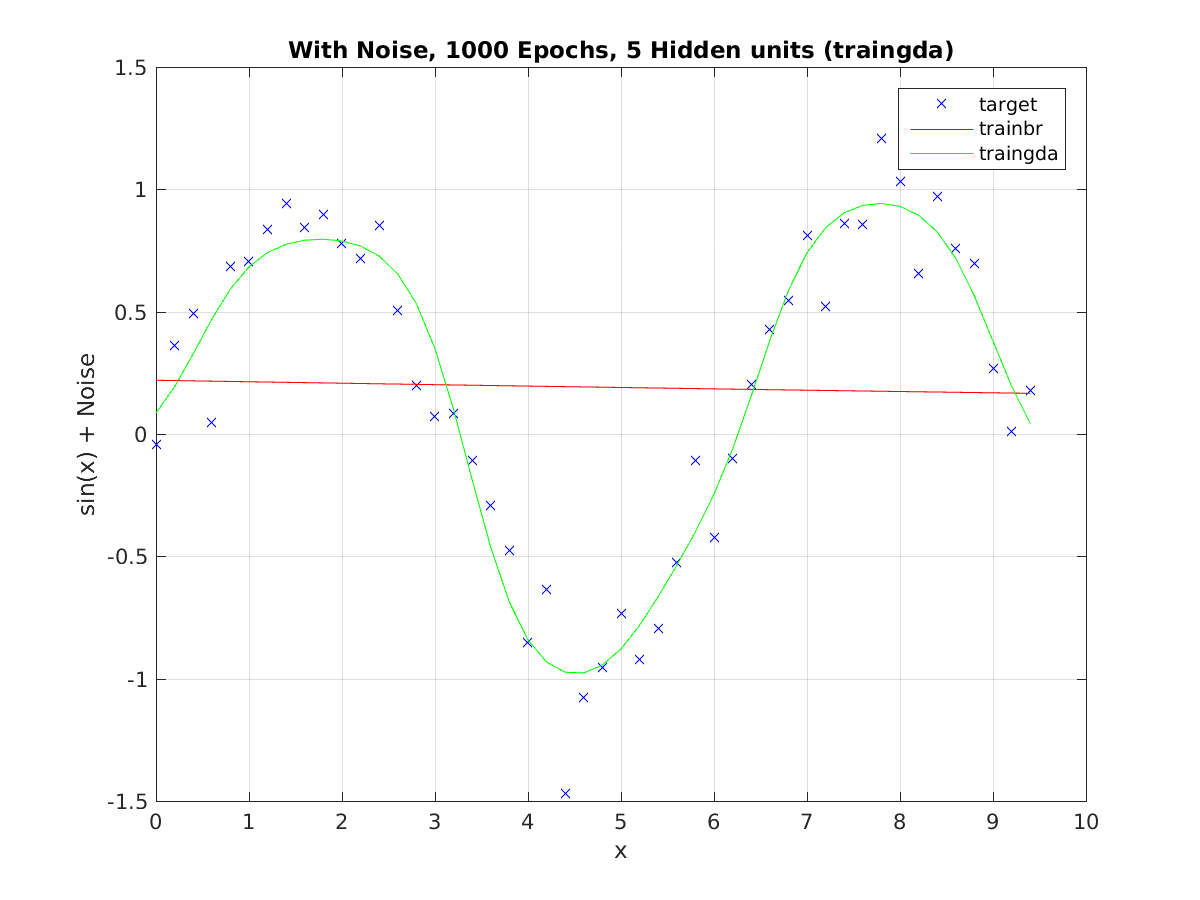 With Noise, 1000 Epochs, 5 Hidden units (traingda)
target
trainbr
traingda
1.5
1
0.5
0
-0.5
-1
-1.5
sin(x) + Noise
0 1 2 3 4 5 6 7 8 9 10
x